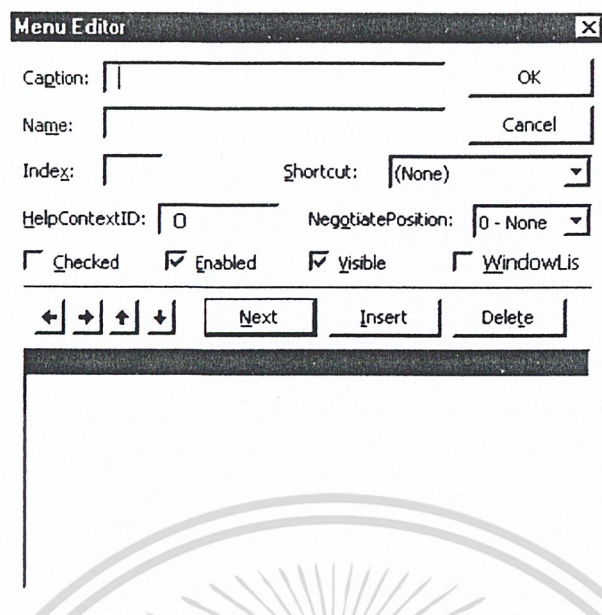 Menu Editor
Caption: OK
Name: Cancel
Index: Shortcut: (None)
HelpContextID: 0 NegotiatePosition: 0 - None
Checked Enabled Visible WindowLis
Next Insert Delete